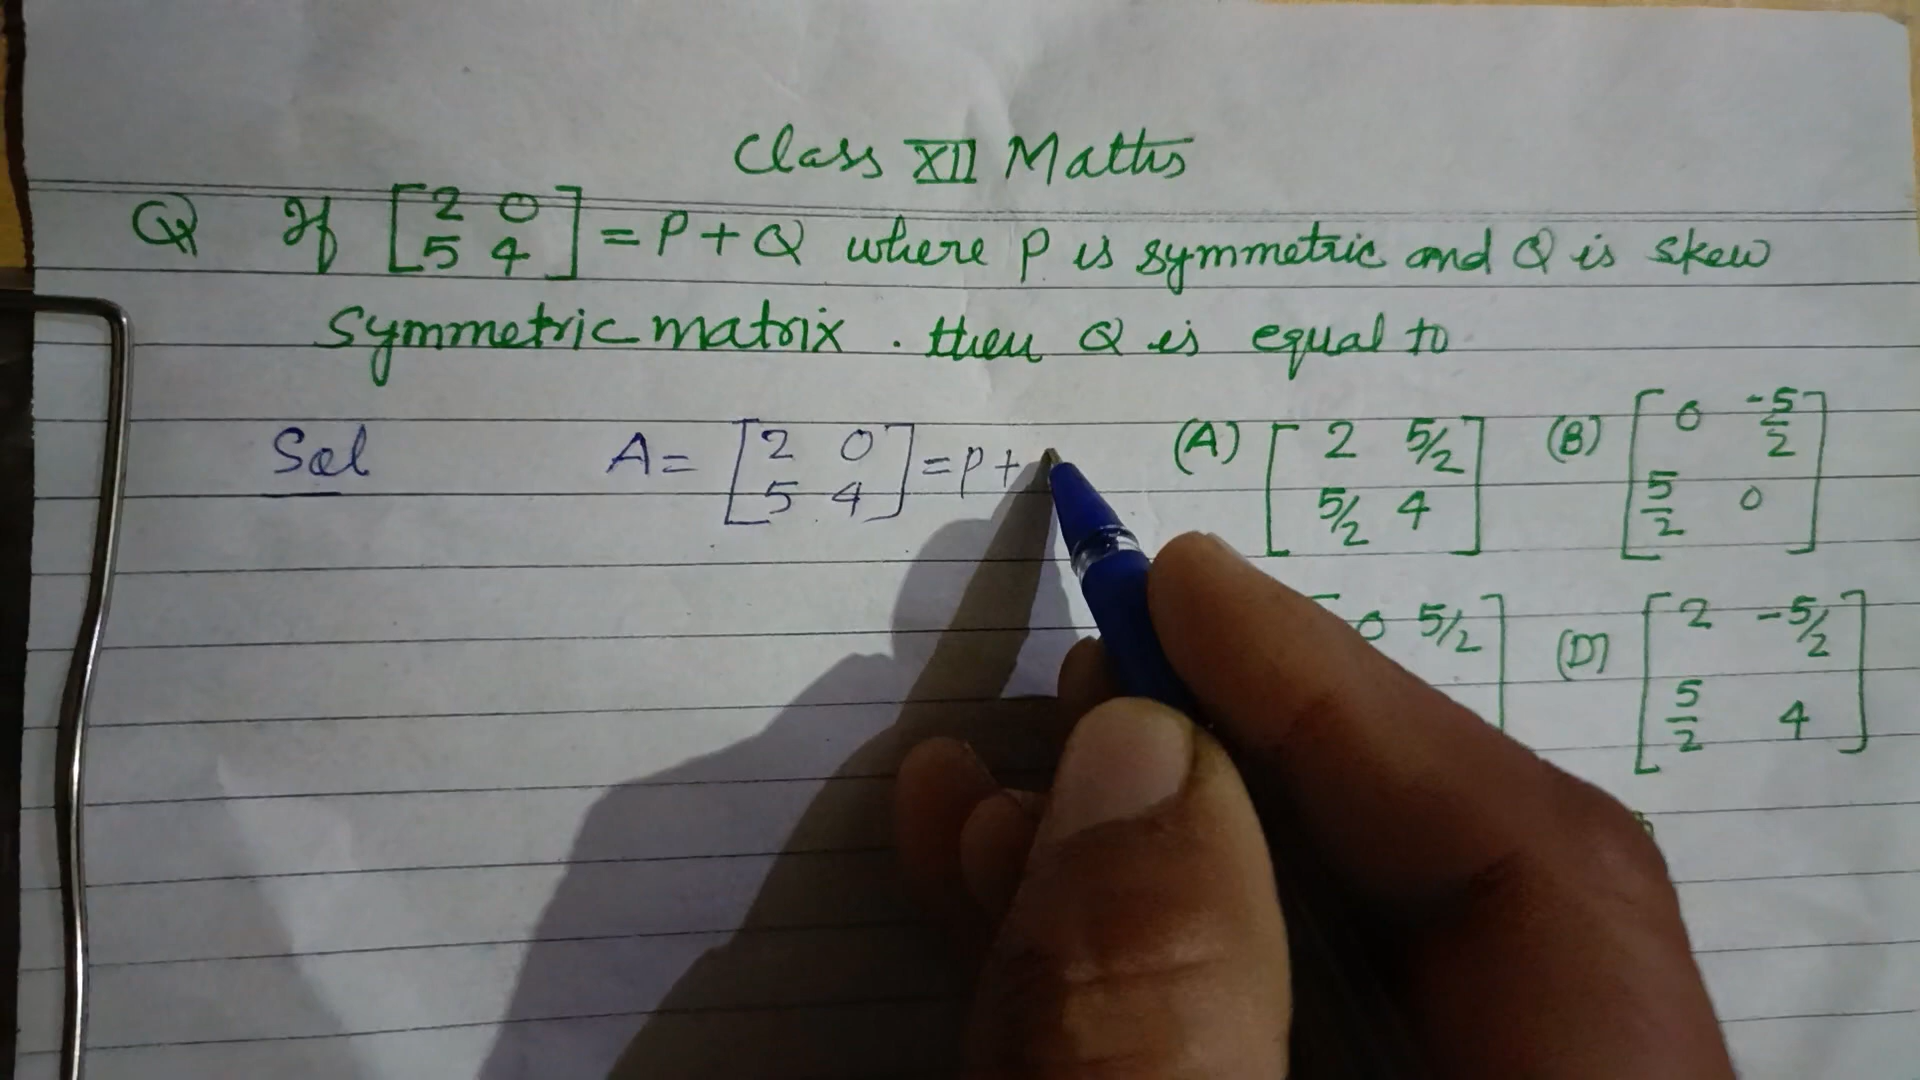 Class XII Maths
Q If [2 0 5 4] = P + Q where P is symmetric and Q is skew
Symmetric matrix . then Q is equal to
Sol A = [2 0 5 4] = P +
(A) [2 5/2 5/2 4] (B) [0 -5/2 5/2 0]
0 5/2 (D) [2 -5/2 5/2 4]